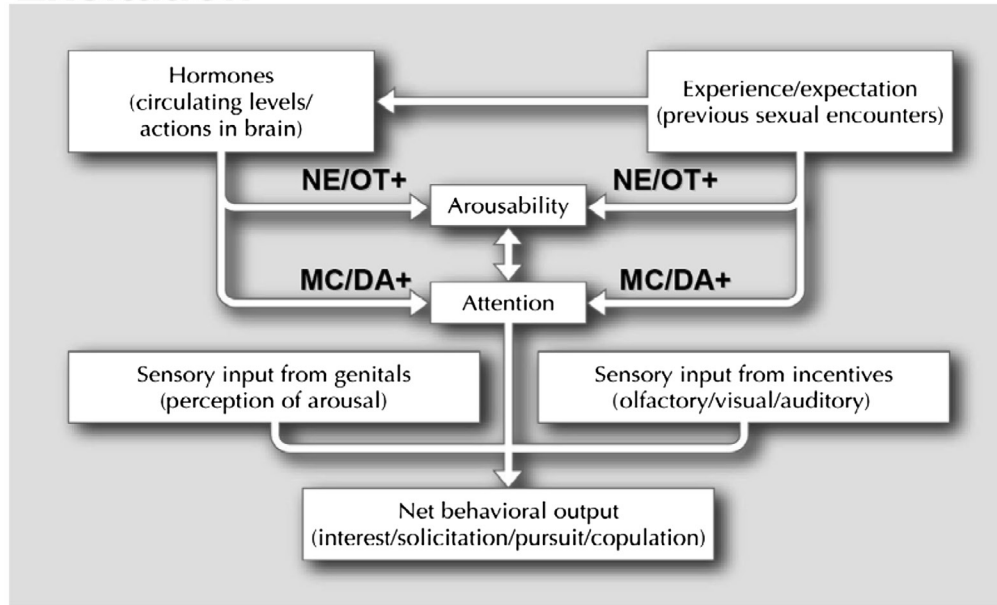 Hormones
(circulating levels/
actions in brain)
Experience/expectation
(previous sexual encounters)
NE/OT+
NE/OT+
Arousability
MC/DA+
MC/DA+
Attention
Sensory input from genitals
(perception of arousal)
Sensory input from incentives
(olfactory/visual/auditory)
Net behavioral output
(interest/solicitation/pursuit/copulation)